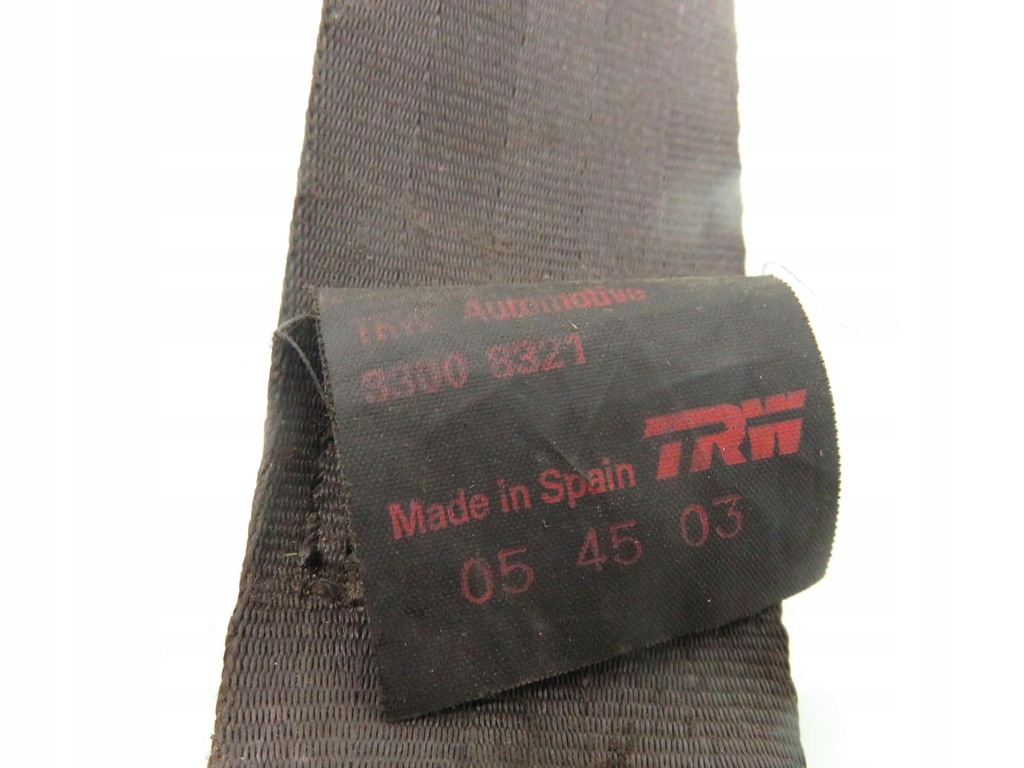 TRW Automotive
3300 8321
Made in Spain TRW
05 45 03